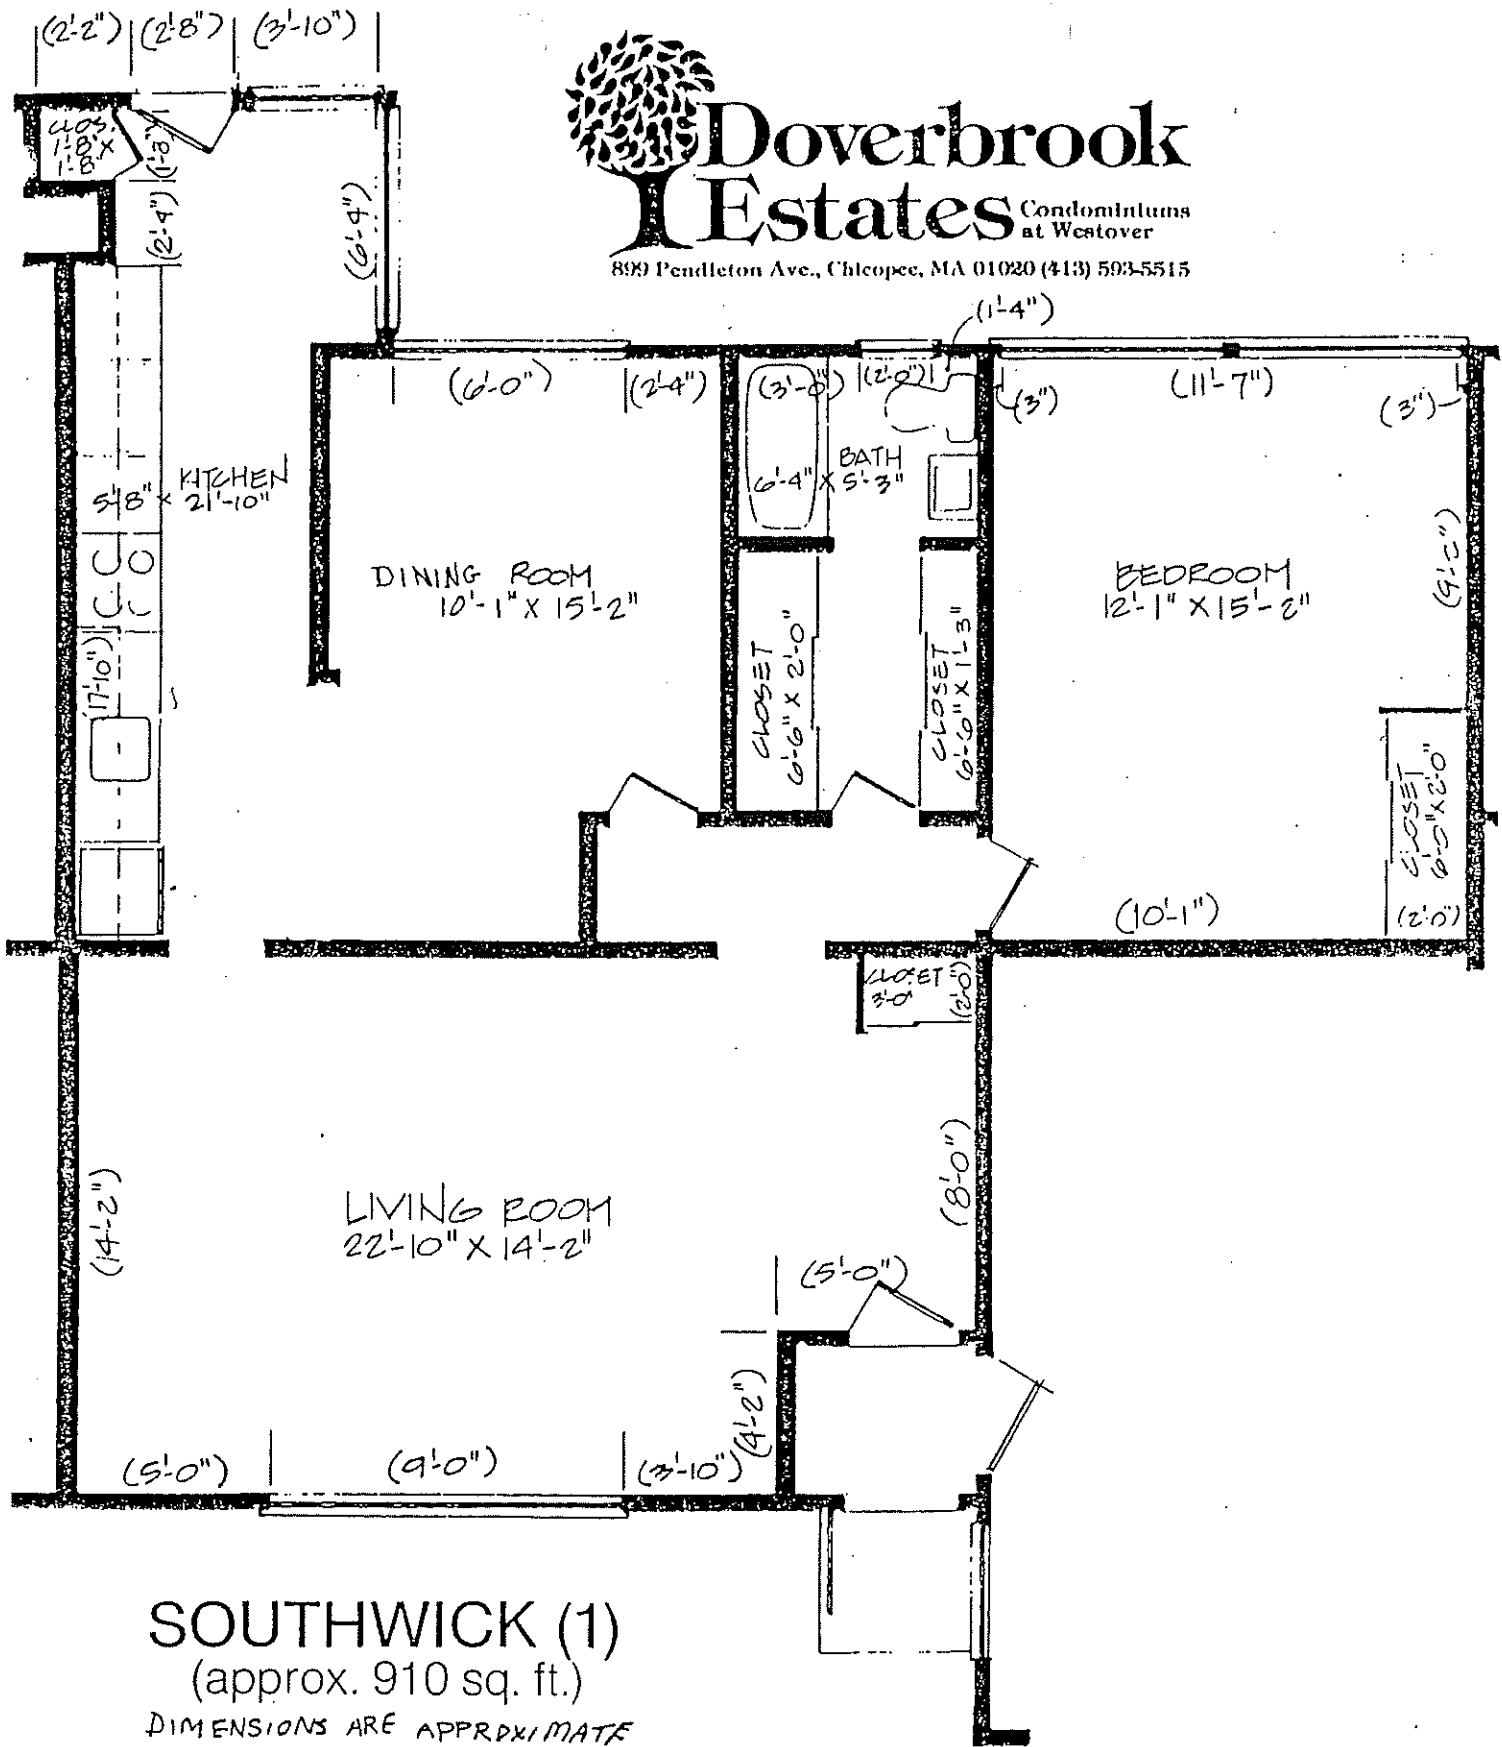 (2'-2") (2'-8") (3'-10")
CLOS.
1'-8" X
1'-8"
(1'-8")
(2'-4")
(6'-4")
Doverbrook
Estates
Condominiums
at Westover
899 Pendleton Ave., Chicopee, MA 01020 (413) 593-5515
(1'-4")
(6'-0") (2'-4") (3'-0") (2'-0") (3") (11'-7") (3")
KITCHEN
5'-8" x 21'-10"
BATH
6'-4" X 5'-3"
DINING ROOM
10'-1" X 15'-2"
BEDROOM
12'-1" X 15'-2"
(17'-10")
CLOSET
6'-6" X 2'-0"
CLOSET
6'-6" X 1'-3"
CLOSET
(10'-1")
(2'-0")
CLOSET
3'-0"
(2'-0")
(14'-2")
(8'-0")
LIVING ROOM
22'-10" X 14'-2"
(5'-0")
(4'-2")
(5'-0") (9'-0") (3'-10")
SOUTHWICK (1)
(approx. 910 sq. ft.)
DIMENSIONS ARE APPROXIMATE